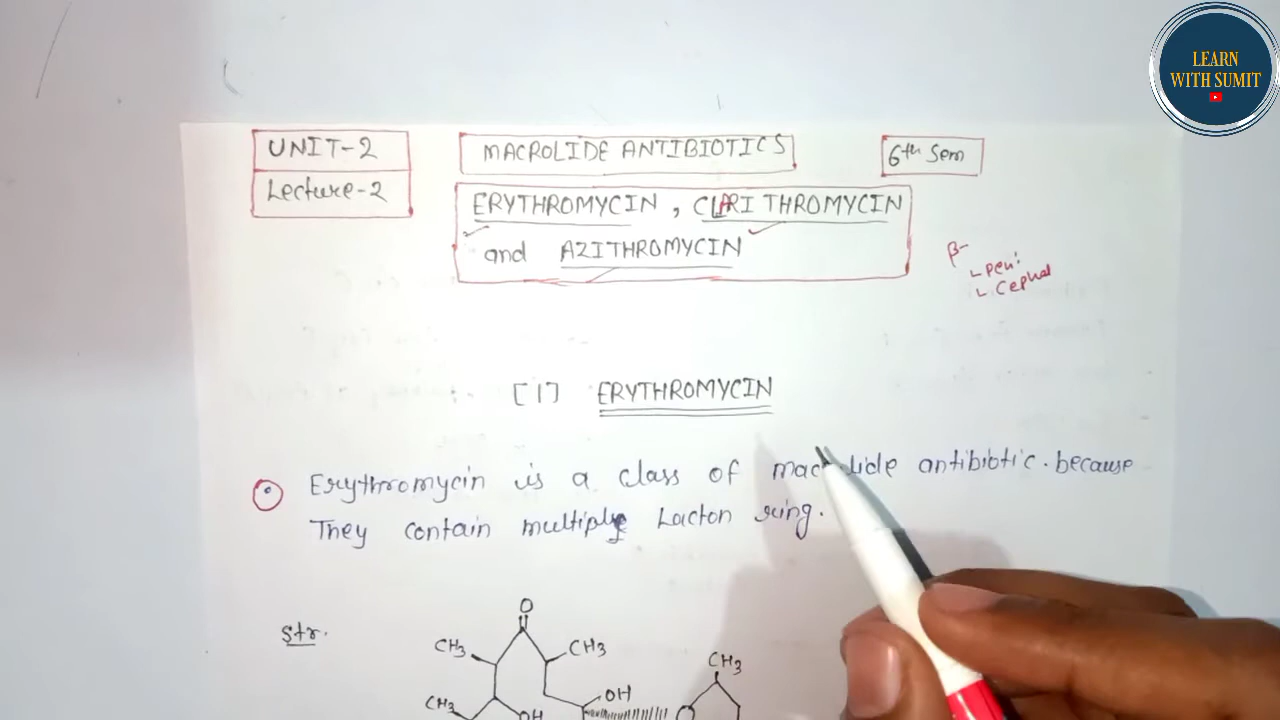 LEARN
WITH SUMIT
UNIT-2
MACROLIDE ANTIBIOTICS
6th Sem
Lecture-2
ERYTHROMYCIN, CLARITHROMYCIN
and AZITHROMYCIN
β-
Peni
Cephal
[1] ERYTHROMYCIN
Erythromycin is a class of macrolide antibiotic. because
They contain multiple Lacton ring.
Str.
O
CH3
CH3
OH
CH3
CH3
OH
O